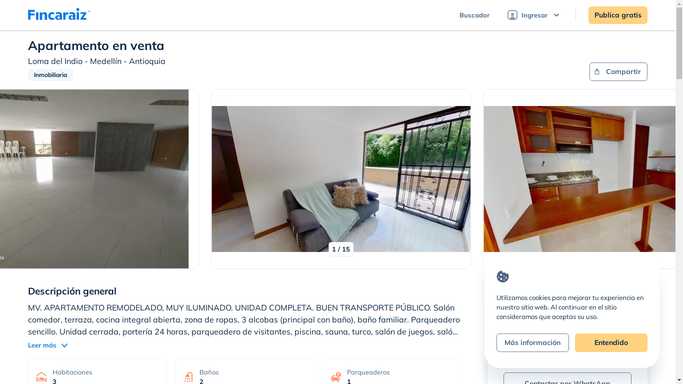 Fincaraiz
Buscador
Ingresar
Publica gratis
Apartamento en venta
Loma del Indio - Medellín - Antioquia
Inmobiliaria
Compartir
1 / 15
Descripción general
MV. APARTAMENTO REMODELADO, MUY ILUMINADO. UNIDAD COMPLETA. BUEN TRANSPORTE PÚBLICO. Salón
comedor, terraza, cocina integral abierta, zona de ropas. 3 alcobas (principal con baño), baño familiar. Parqueadero
sencillo. Unidad cerrada, portería 24 horas, parqueadero de visitantes, piscina, sauna, turco, salón de juegos, saló...
Leer más
Habitaciones
3
Baños
2
Parqueaderos
1
Utilizamos cookies para mejorar tu experiencia en
nuestro sitio web. Al continuar en el sitio
consideramos que aceptas su uso.
Más información
Entendido
Contactar por WhatsApp